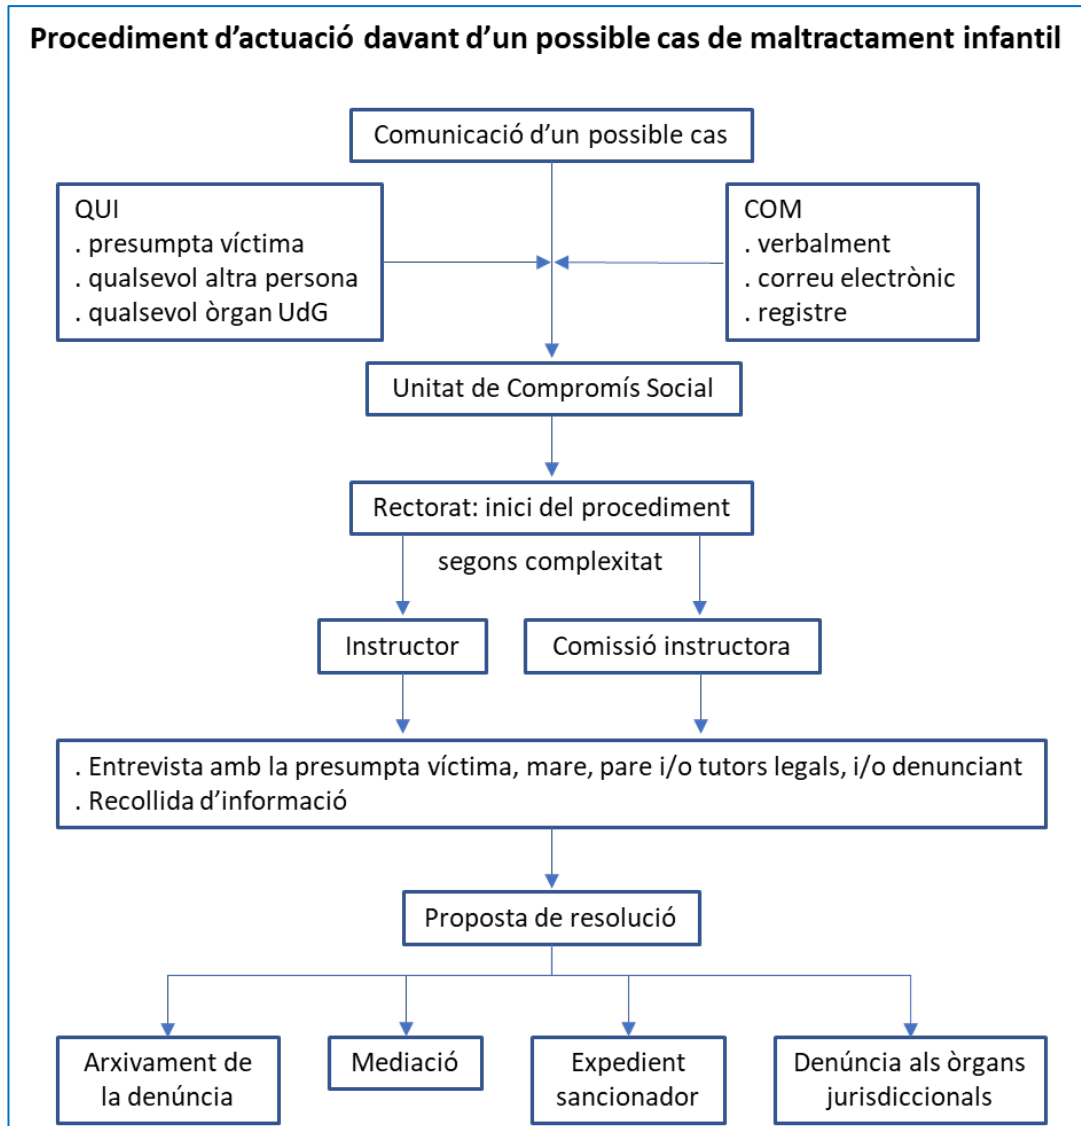 Procediment d’actuació davant d’un possible cas de maltractament infantil
Comunicació d’un possible cas
QUI
. presumpta víctima
. qualsevol altra persona
. qualsevol òrgan UdG
COM
. verbalment
. correu electrònic
. registre
Unitat de Compromís Social
Rectorat: inici del procediment
segons complexitat
Instructor
Comissió instructora
. Entrevista amb la presumpta víctima, mare, pare i/o tutors legals, i/o denunciant
. Recollida d’informació
Proposta de resolució
Arxivament de
la denúncia
Mediació
Expedient
sancionador
Denúncia als òrgans
jurisdiccionals